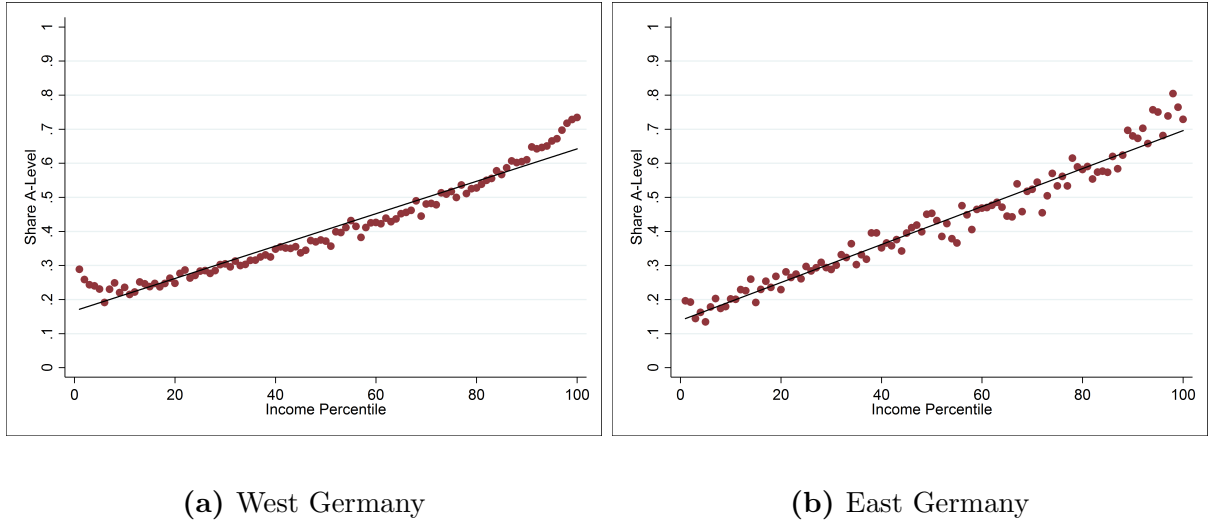 Share A-Level
1
.9
.8
.7
.6
.5
.4
.3
.2
.1
0
0 20 40 60 80 100
Income Percentile
(a) West Germany
Share A-Level
1
.9
.8
.7
.6
.5
.4
.3
.2
.1
0
0 20 40 60 80 100
Income Percentile
(b) East Germany